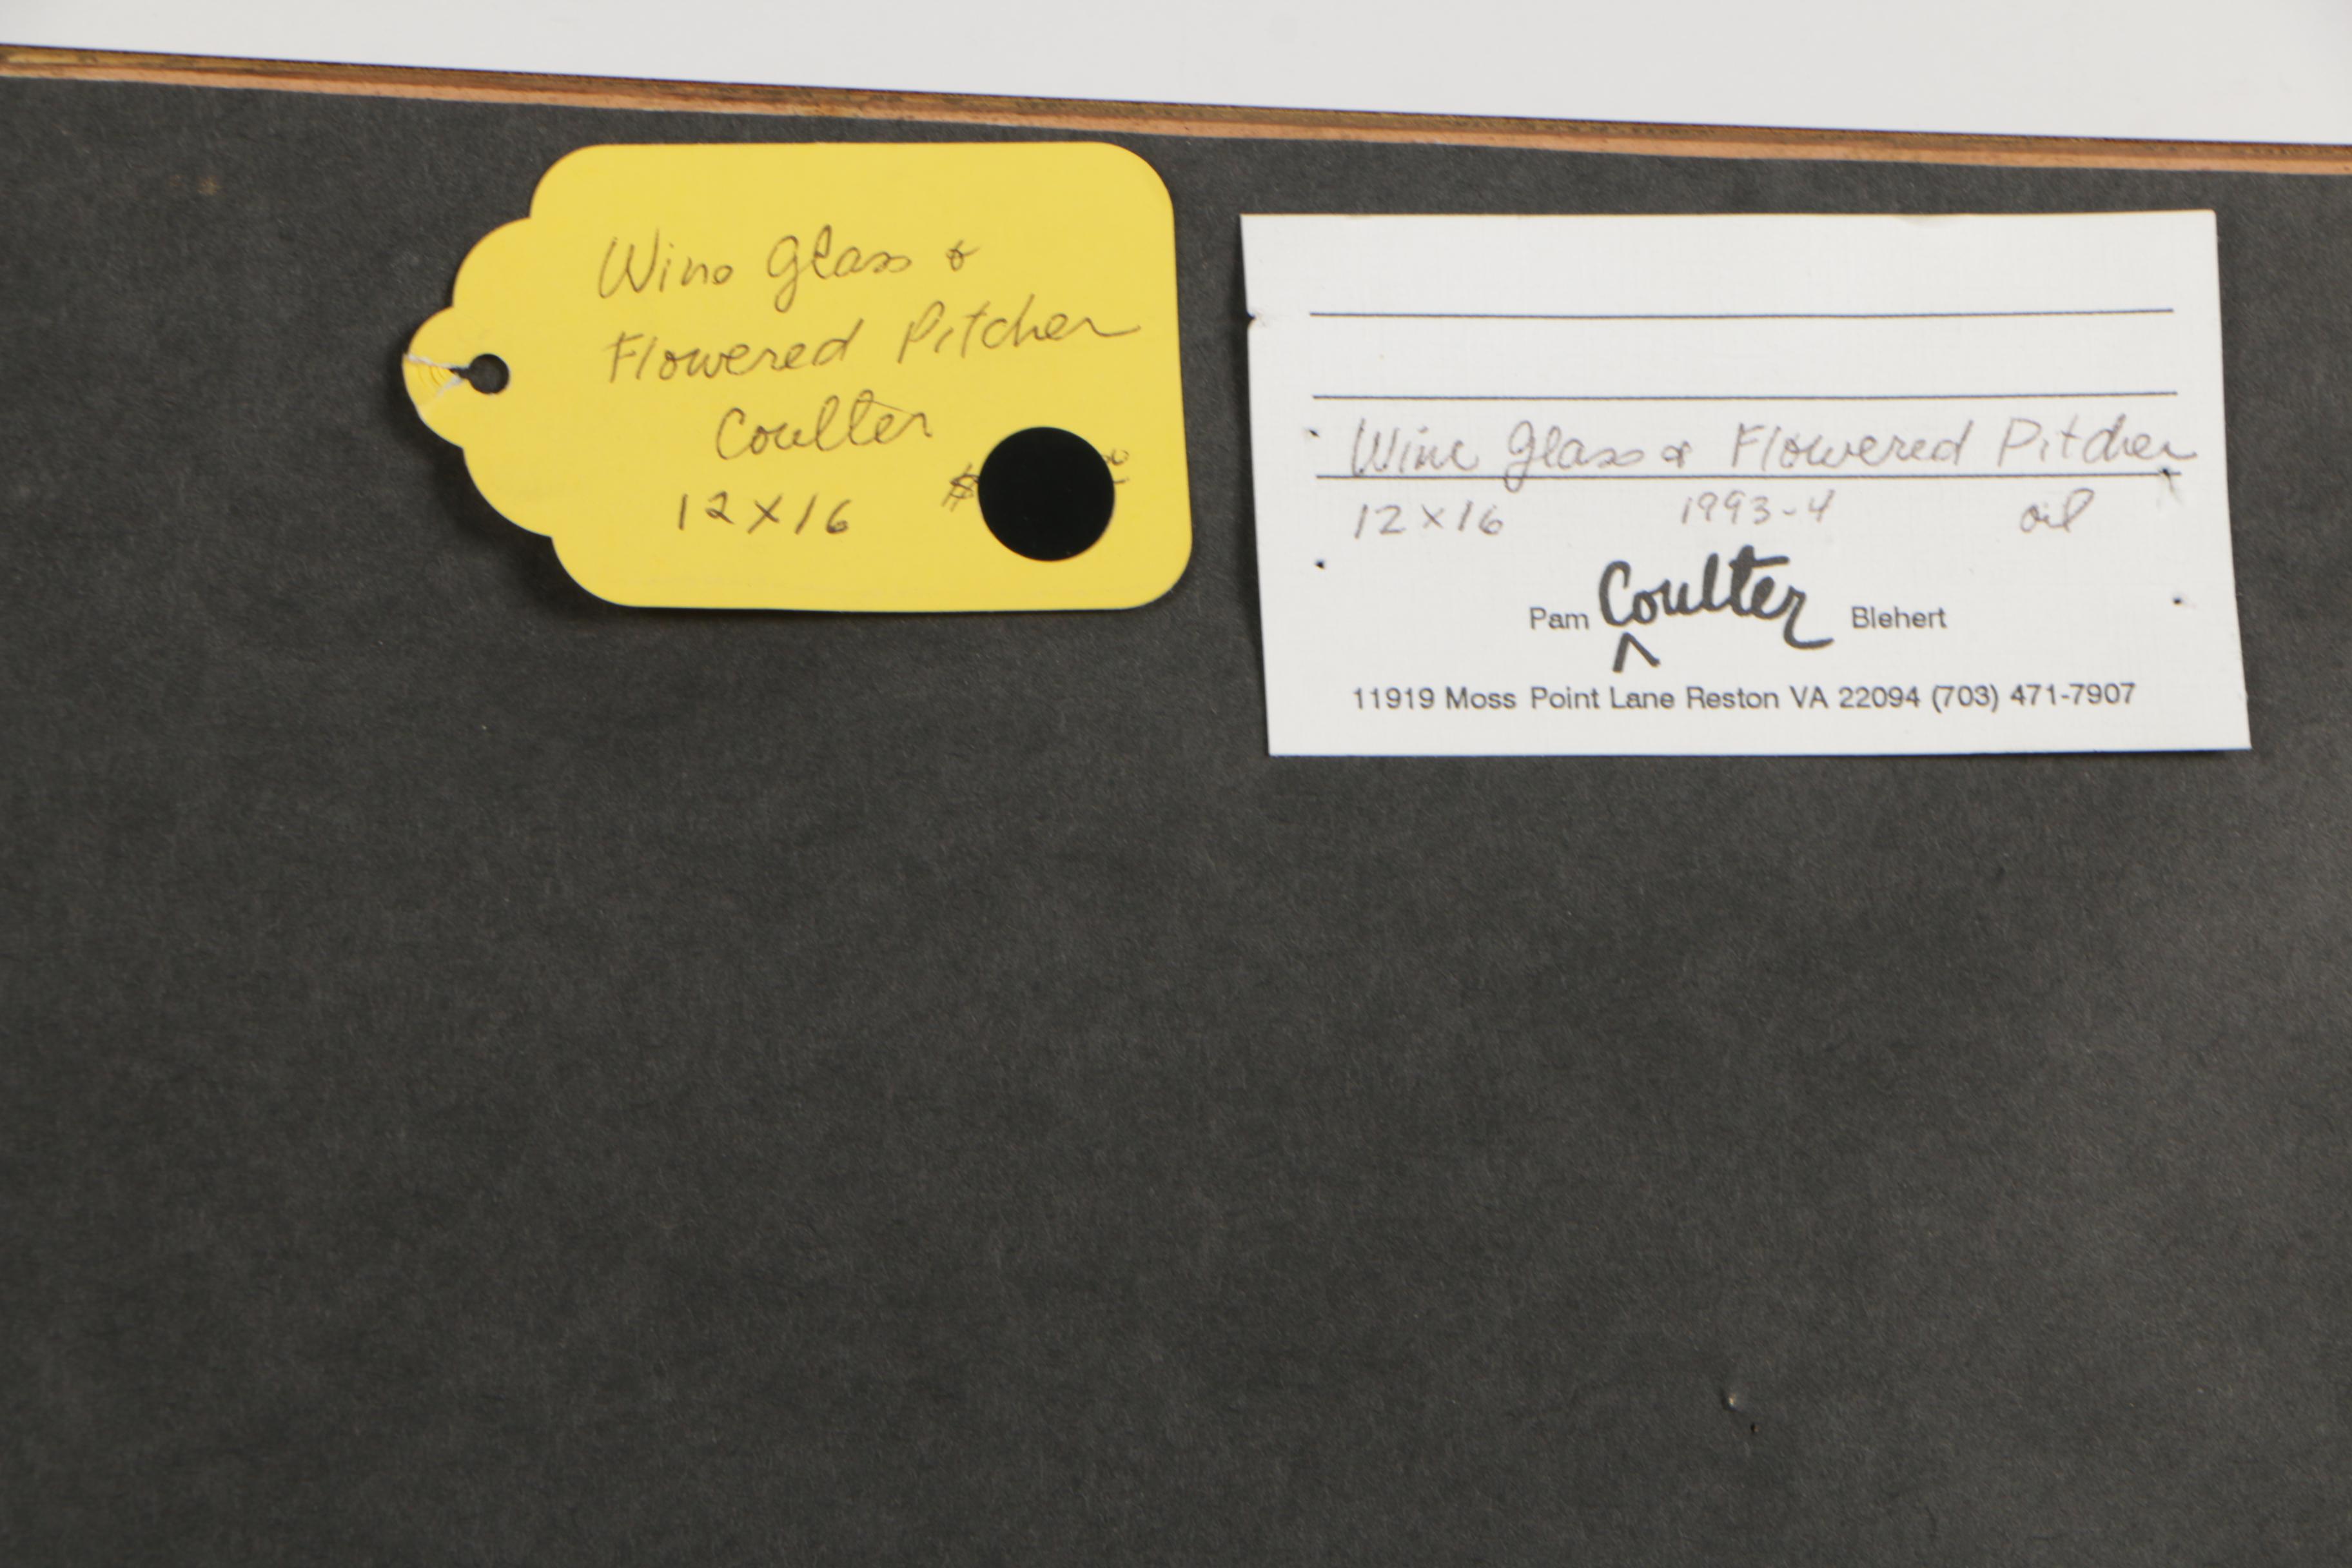 Wine Glass &
Flowered Pitcher
Coulter
12 x 16 $
Wine Glass & Flowered Pitcher
12 x 16 1993-4 oil
Pam Coulter Blehert
^
11919 Moss Point Lane Reston VA 22094 (703) 471-7907